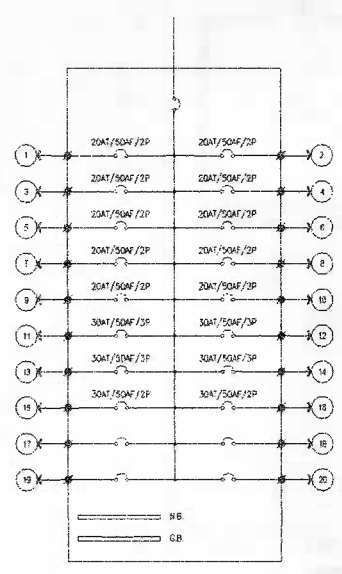 1 20AT/50AF/2P 20AT/50AF/2P 2
3 20AT/50AF/2P 20AT/50AF/2P 4
5 20AT/50AF/2P 20AT/50AF/2P 6
7 20AT/50AF/2P 20AT/50AF/2P 8
9 20AT/50AF/2P 20AT/50AF/2P 10
11 30AT/50AF/3P 30AT/50AF/3P 12
13 30AT/50AF/3P 30AT/50AF/3P 14
15 30AT/50AF/2P 30AT/50AF/2P
17 18
19 20
N.B.
G.B.